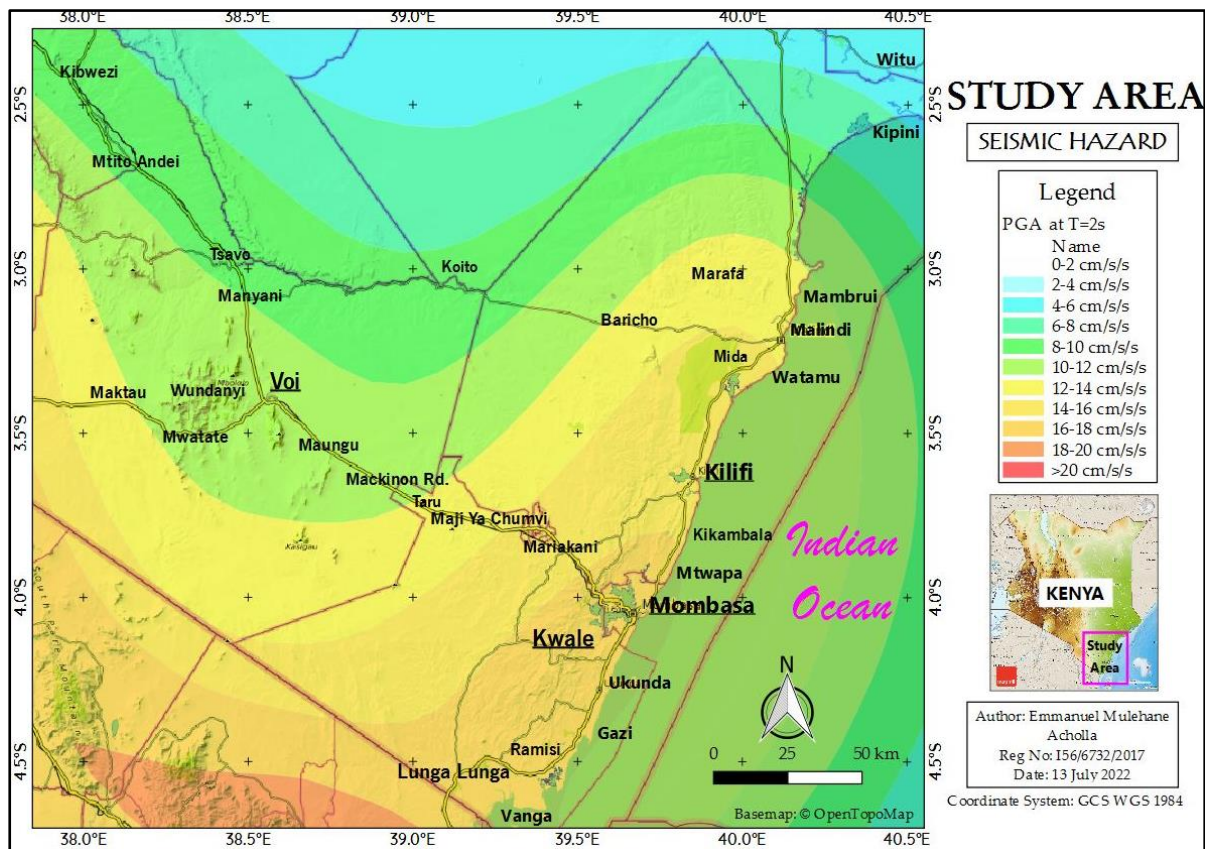 38.0°E 38.5°E 39.0°E 39.5°E 40.0°E 40.5°E
Witu
Kibwezi
2.5°S
2.5°S
Kipini
Mtito Andei
Tsavo
Koito
3.0°S
3.0°S
Marafa
Manyani
Mambrui
Baricho
Malindi
Mida
Voi
Watamu
Maktau
Wundanyi
Mwatate
3.5°S
3.5°S
Maungu
Kilifi
Mackinon Rd.
Taru
Maji Ya Chumvi
Kikambala
Indian
Kasigau
Mariakani
Mtwapa
4.0°S
4.0°S
Mombasa
Ocean
Kwale
Ukunda
N
Gazi
Ramisi
0 25 50 km
4.5°S
4.5°S
Lunga Lunga
Vanga
Basemap: © OpenTopoMap
38.0°E 38.5°E 39.0°E 39.5°E 40.0°E 40.5°E
STUDY AREA
SEISMIC HAZARD
Legend
PGA at T=2s
Name
0-2 cm/s/s
2-4 cm/s/s
4-6 cm/s/s
6-8 cm/s/s
8-10 cm/s/s
10-12 cm/s/s
12-14 cm/s/s
14-16 cm/s/s
16-18 cm/s/s
18-20 cm/s/s
>20 cm/s/s
KENYA
Study
Area
Author: Emmanuel Mulehane
Acholla
Reg No: I56/6732/2017
Date: 13 July 2022
Coordinate System: GCS WGS 1984